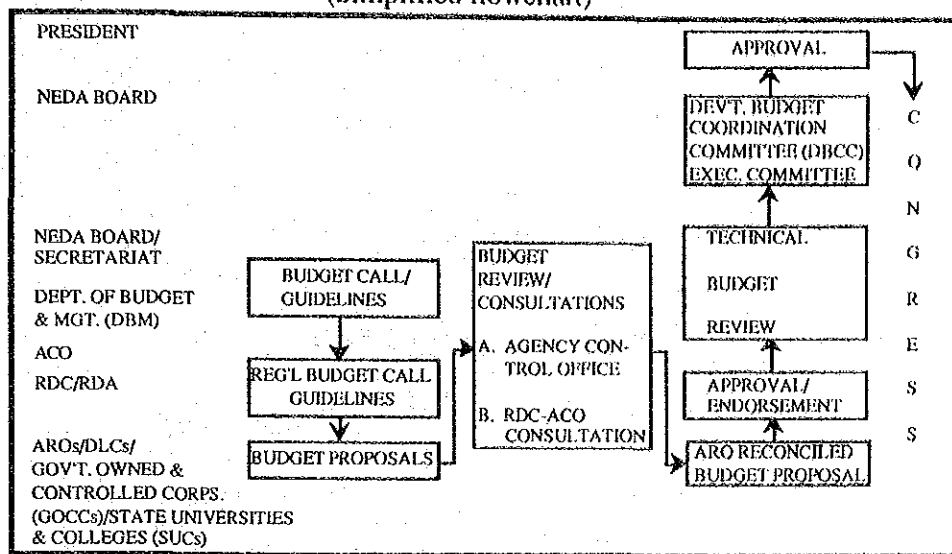 (Simplified flowchart)
PRESIDENT
NEDA BOARD
NEDA BOARD/
SECRETARIAT
DEPT. OF BUDGET
& MGT. (DBM)
ACO
RDC/RDA
AROs/DLCs/
GOV'T. OWNED &
CONTROLLED CORPS.
(GOCCs)/STATE UNIVERSITIES
& COLLEGES (SUCs)
BUDGET CALL/
GUIDELINES
REG'L BUDGET CALL
GUIDELINES
BUDGET PROPOSALS
BUDGET
REVIEW/
CONSULTATIONS
A. AGENCY CON-
TROL OFFICE
B. RDC-ACO
CONSULTATION
ARO RECONCILED
BUDGET PROPOSAL
APPROVAL/
ENDORSEMENT
TECHNICAL
BUDGET
REVIEW
DEV'T. BUDGET
COORDINATION
COMMITTEE (DBCC)
EXEC. COMMITTEE
APPROVAL
C
O
N
G
R
E
S
S